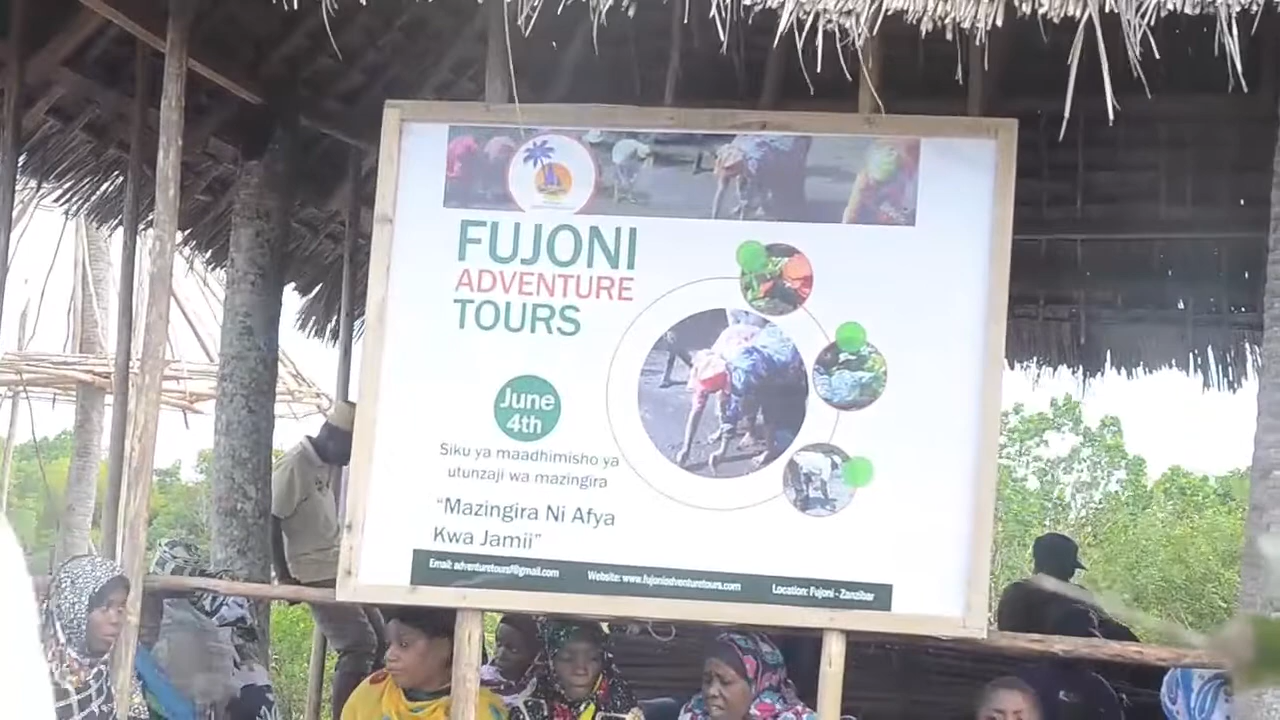 FUJONI
ADVENTURE
TOURS
June
4th
Siku ya maadhimisho ya
utunzaji wa mazingira
“Mazingira Ni Afya
Kwa Jamii”
Email: adventuretoursf@gmail.com Website: www.fujoniadventuretours.com Location: Fujoni - Zanzibar